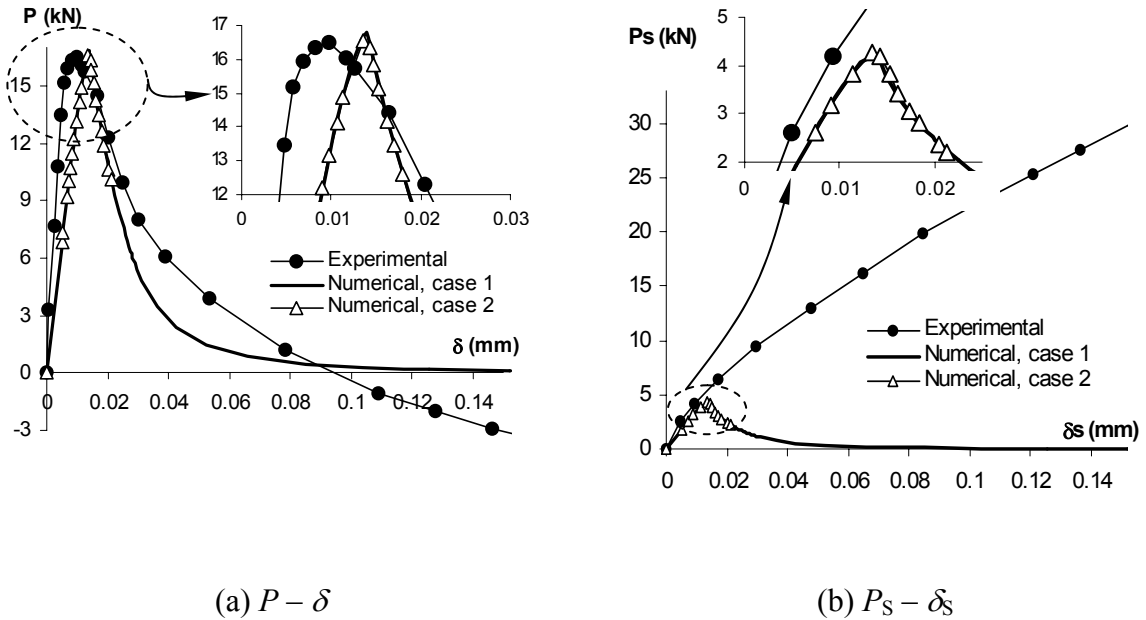 P (kN)
15
12
9
6
3
0
-3
0 0.02 0.04 0.06 0.08 0.1 0.12 0.14
δ (mm)
17
16
15
14
13
12
0 0.01 0.02 0.03
Experimental
Numerical, case 1
Numerical, case 2
(a) P – δ
Ps (kN)
30
25
20
15
10
5
0
0 0.02 0.04 0.06 0.08 0.1 0.12 0.14
δs (mm)
5
4
3
2
0 0.01 0.02
Experimental
Numerical, case 1
Numerical, case 2
(b) PS – δS